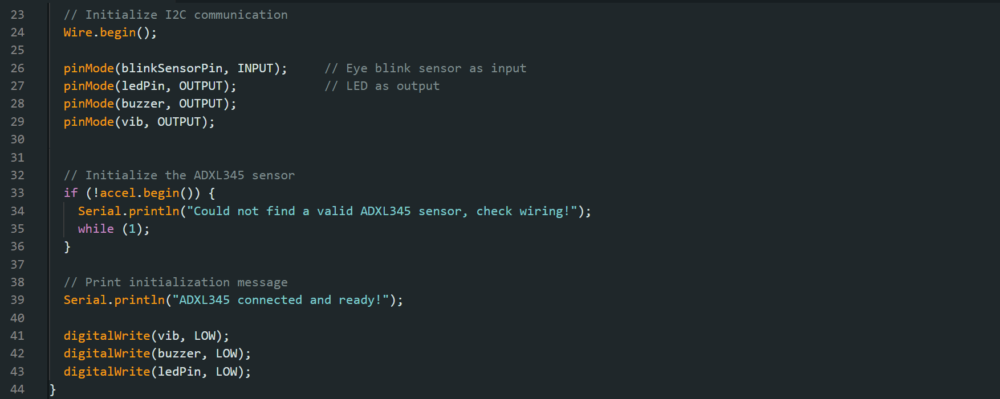 23 // Initialize I2C communication
24 Wire.begin();
25
26 pinMode(blinkSensorPin, INPUT);     // Eye blink sensor as input
27 pinMode(ledPin, OUTPUT);            // LED as output
28 pinMode(buzzer, OUTPUT);
29 pinMode(vib, OUTPUT);
30
31
32 // Initialize the ADXL345 sensor
33 if (!accel.begin()) {
34   Serial.println("Could not find a valid ADXL345 sensor, check wiring!");
35   while (1);
36 }
37
38 // Print initialization message
39 Serial.println("ADXL345 connected and ready!");
40
41 digitalWrite(vib, LOW);
42 digitalWrite(buzzer, LOW);
43 digitalWrite(ledPin, LOW);
44 }